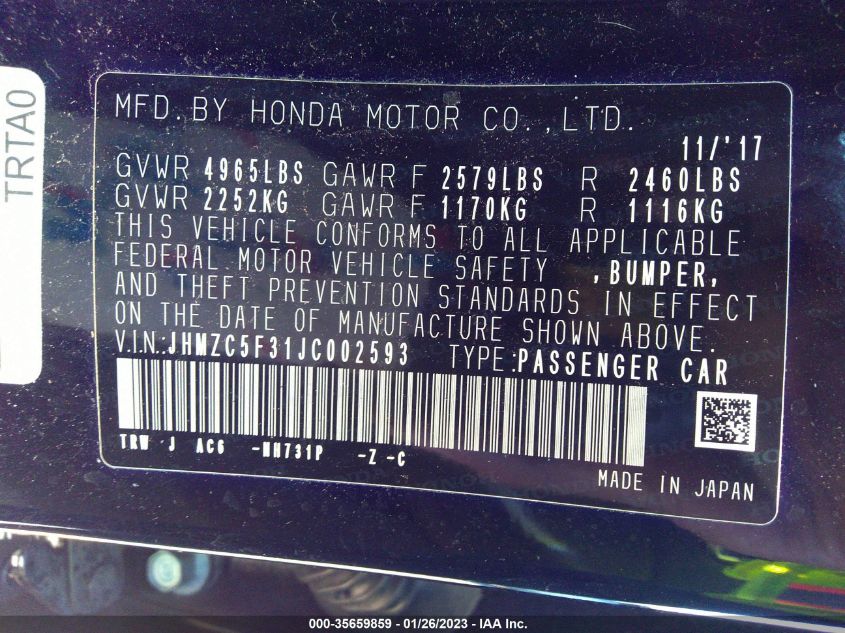 TRTA0
MFD.BY HONDA MOTOR CO.,LTD.
11/'17
GVWR 4965LBS GAWR F 2579LBS R 2460LBS
GVWR 2252KG GAWR F 1170KG R 1116KG
THIS VEHICLE CONFORMS TO ALL APPLICABLE
FEDERAL MOTOR VEHICLE SAFETY ,BUMPER,
AND THEFT PREVENTION STANDARDS IN EFFECT
ON THE DATE OF MANUFACTURE SHOWN ABOVE.
V.I.N.:JHMZC5F31JC002593 TYPE:PASSENGER CAR
TRW J AC6 -NH731P -Z -C
MADE IN JAPAN
000-35659859 - 01/26/2023 - IAA Inc.